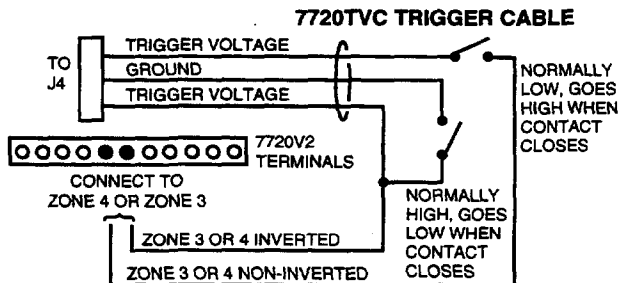 7720TVC TRIGGER CABLE
TO
J4
TRIGGER VOLTAGE
GROUND
TRIGGER VOLTAGE
NORMALLY
LOW, GOES
HIGH WHEN
CONTACT
CLOSES
7720V2
TERMINALS
CONNECT TO
ZONE 4 OR ZONE 3
NORMALLY
HIGH, GOES
LOW WHEN
CONTACT
CLOSES
ZONE 3 OR 4 INVERTED
ZONE 3 OR 4 NON-INVERTED